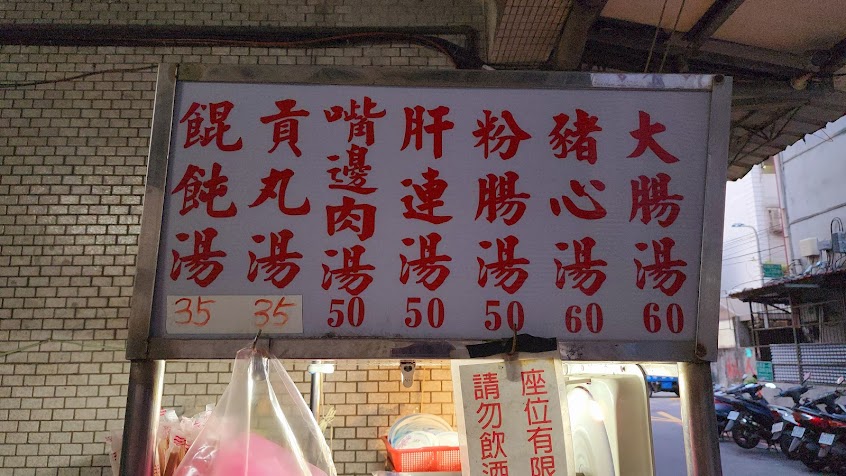 大腸湯 60
豬心湯 60
粉腸湯 50
肝連湯 50
嘴邊肉湯 50
貢丸湯 35
餛飩湯 35
座位有限
請勿飲酒